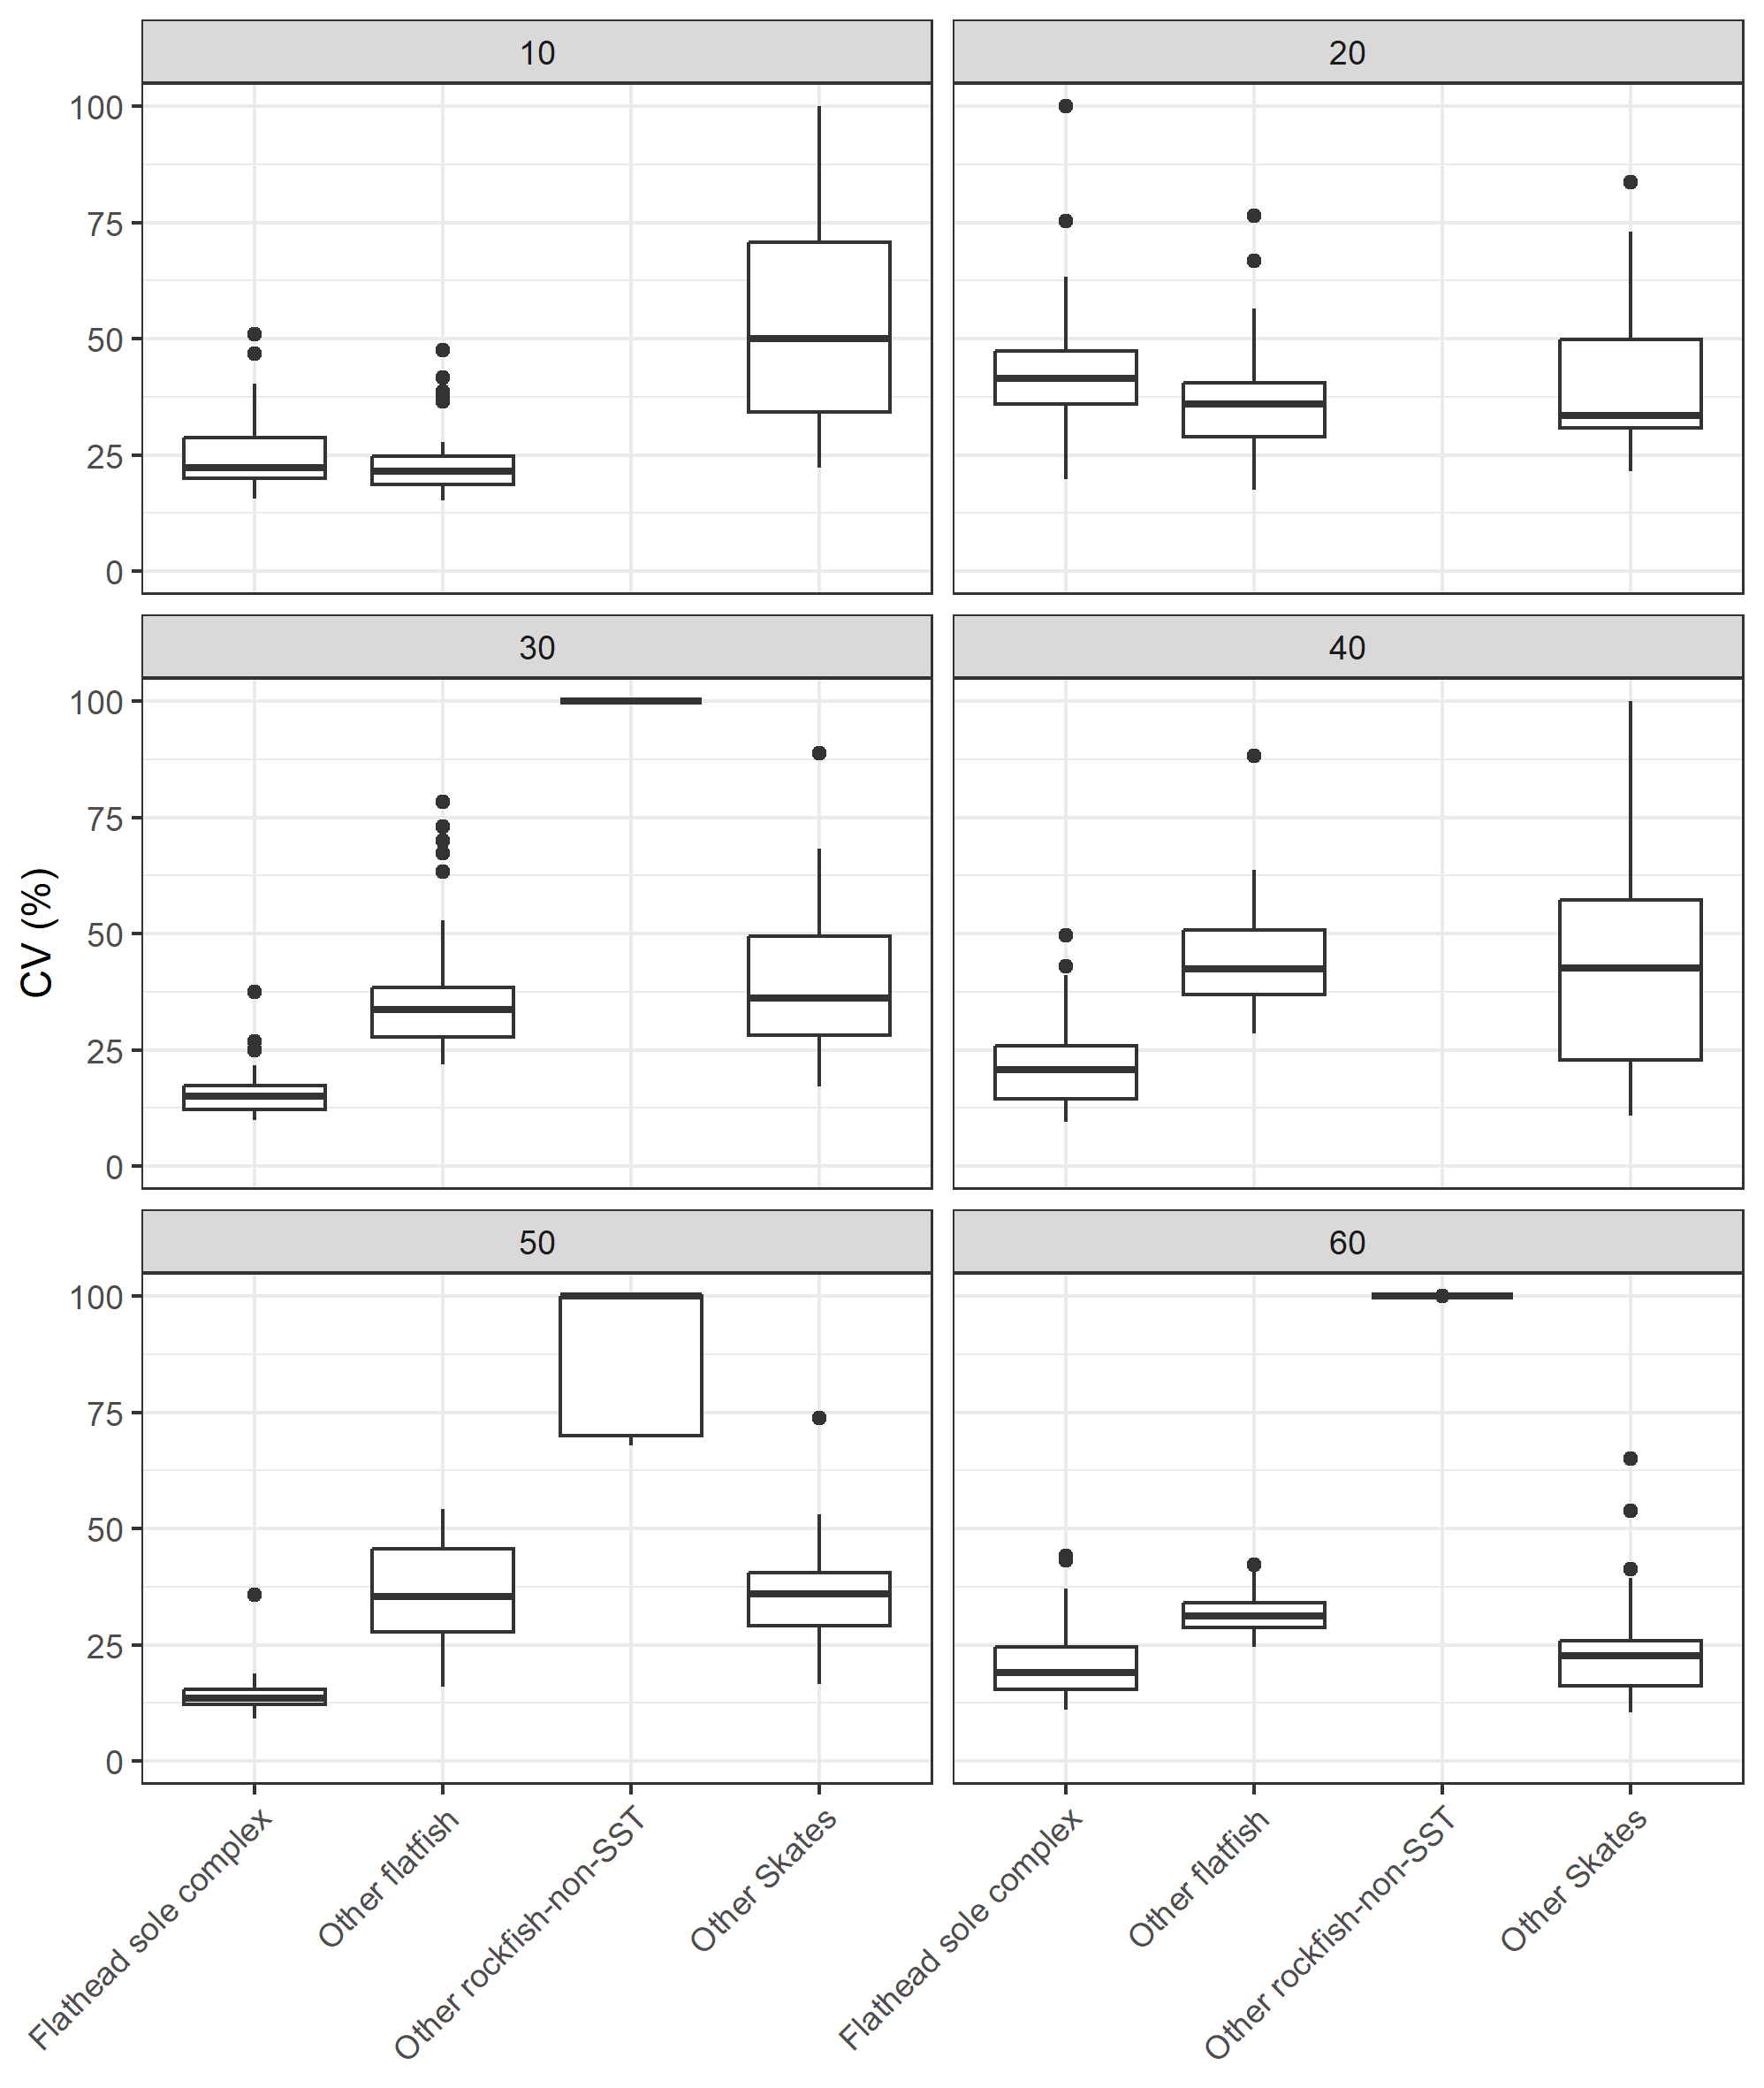 10
20
100
75
50
25
0
30
40
100
75
50
25
0
CV (%)
50
60
100
75
50
25
0
Flathead sole complex
Other flatfish
Other rockfish-non-SST
Other Skates
Flathead sole complex
Other flatfish
Other rockfish-non-SST
Other Skates